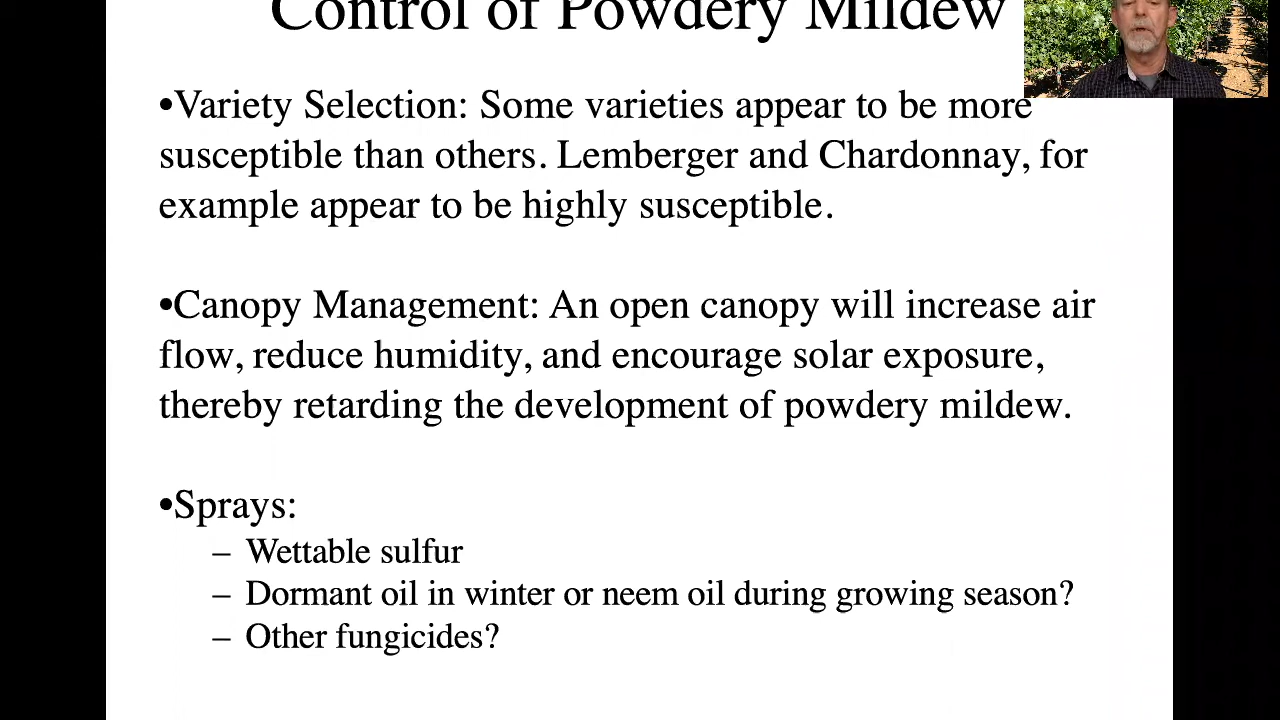 Control of Powdery Mildew
•Variety Selection: Some varieties appear to be more
susceptible than others. Lemberger and Chardonnay, for
example appear to be highly susceptible.
•Canopy Management: An open canopy will increase air
flow, reduce humidity, and encourage solar exposure,
thereby retarding the development of powdery mildew.
•Sprays:
– Wettable sulfur
– Dormant oil in winter or neem oil during growing season?
– Other fungicides?